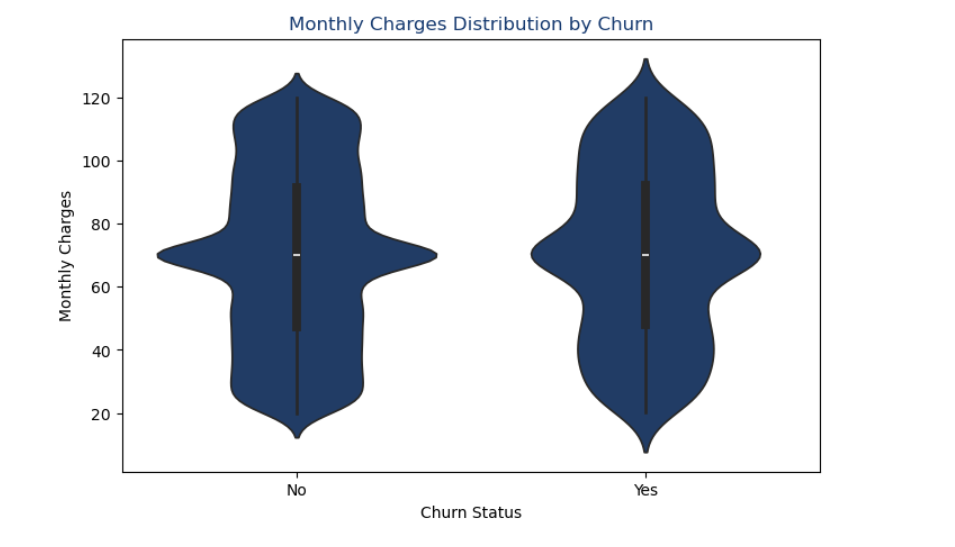 Monthly Charges Distribution by Churn
120
100
80
60
40
20
Monthly Charges
No
Yes
Churn Status